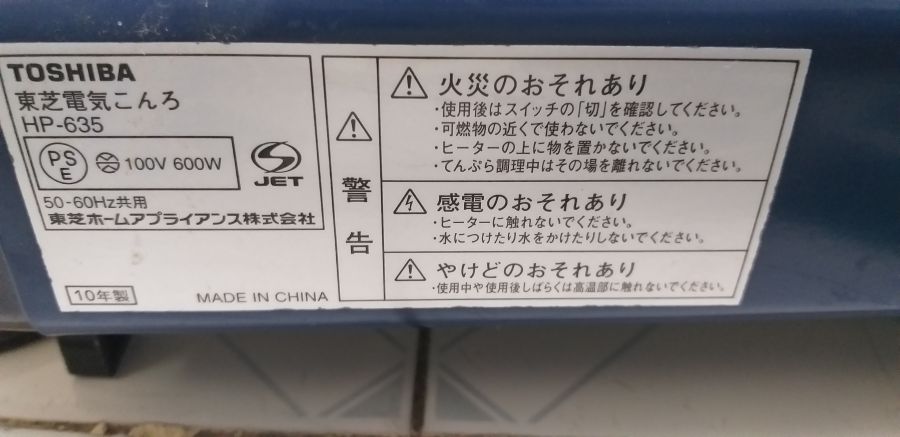 TOSHIBA
東芝電気こんろ
HP-635
PS
E
100V 600W
JET
50-60Hz共用
東芝ホームアプライアンス株式会社
10年製
MADE IN CHINA
警
告
火災のおそれあり
・使用後はスイッチの「切」を確認してください。
・可燃物の近くで使わないでください。
・ヒーターの上に物を置かないでください。
・てんぷら調理中はその場を離れないでください。
感電のおそれあり
・ヒーターに触れないでください。
・水につけたり水をかけたりしないでください。
やけどのおそれあり
・使用中や使用後しばらくは高温部に触れないでください。